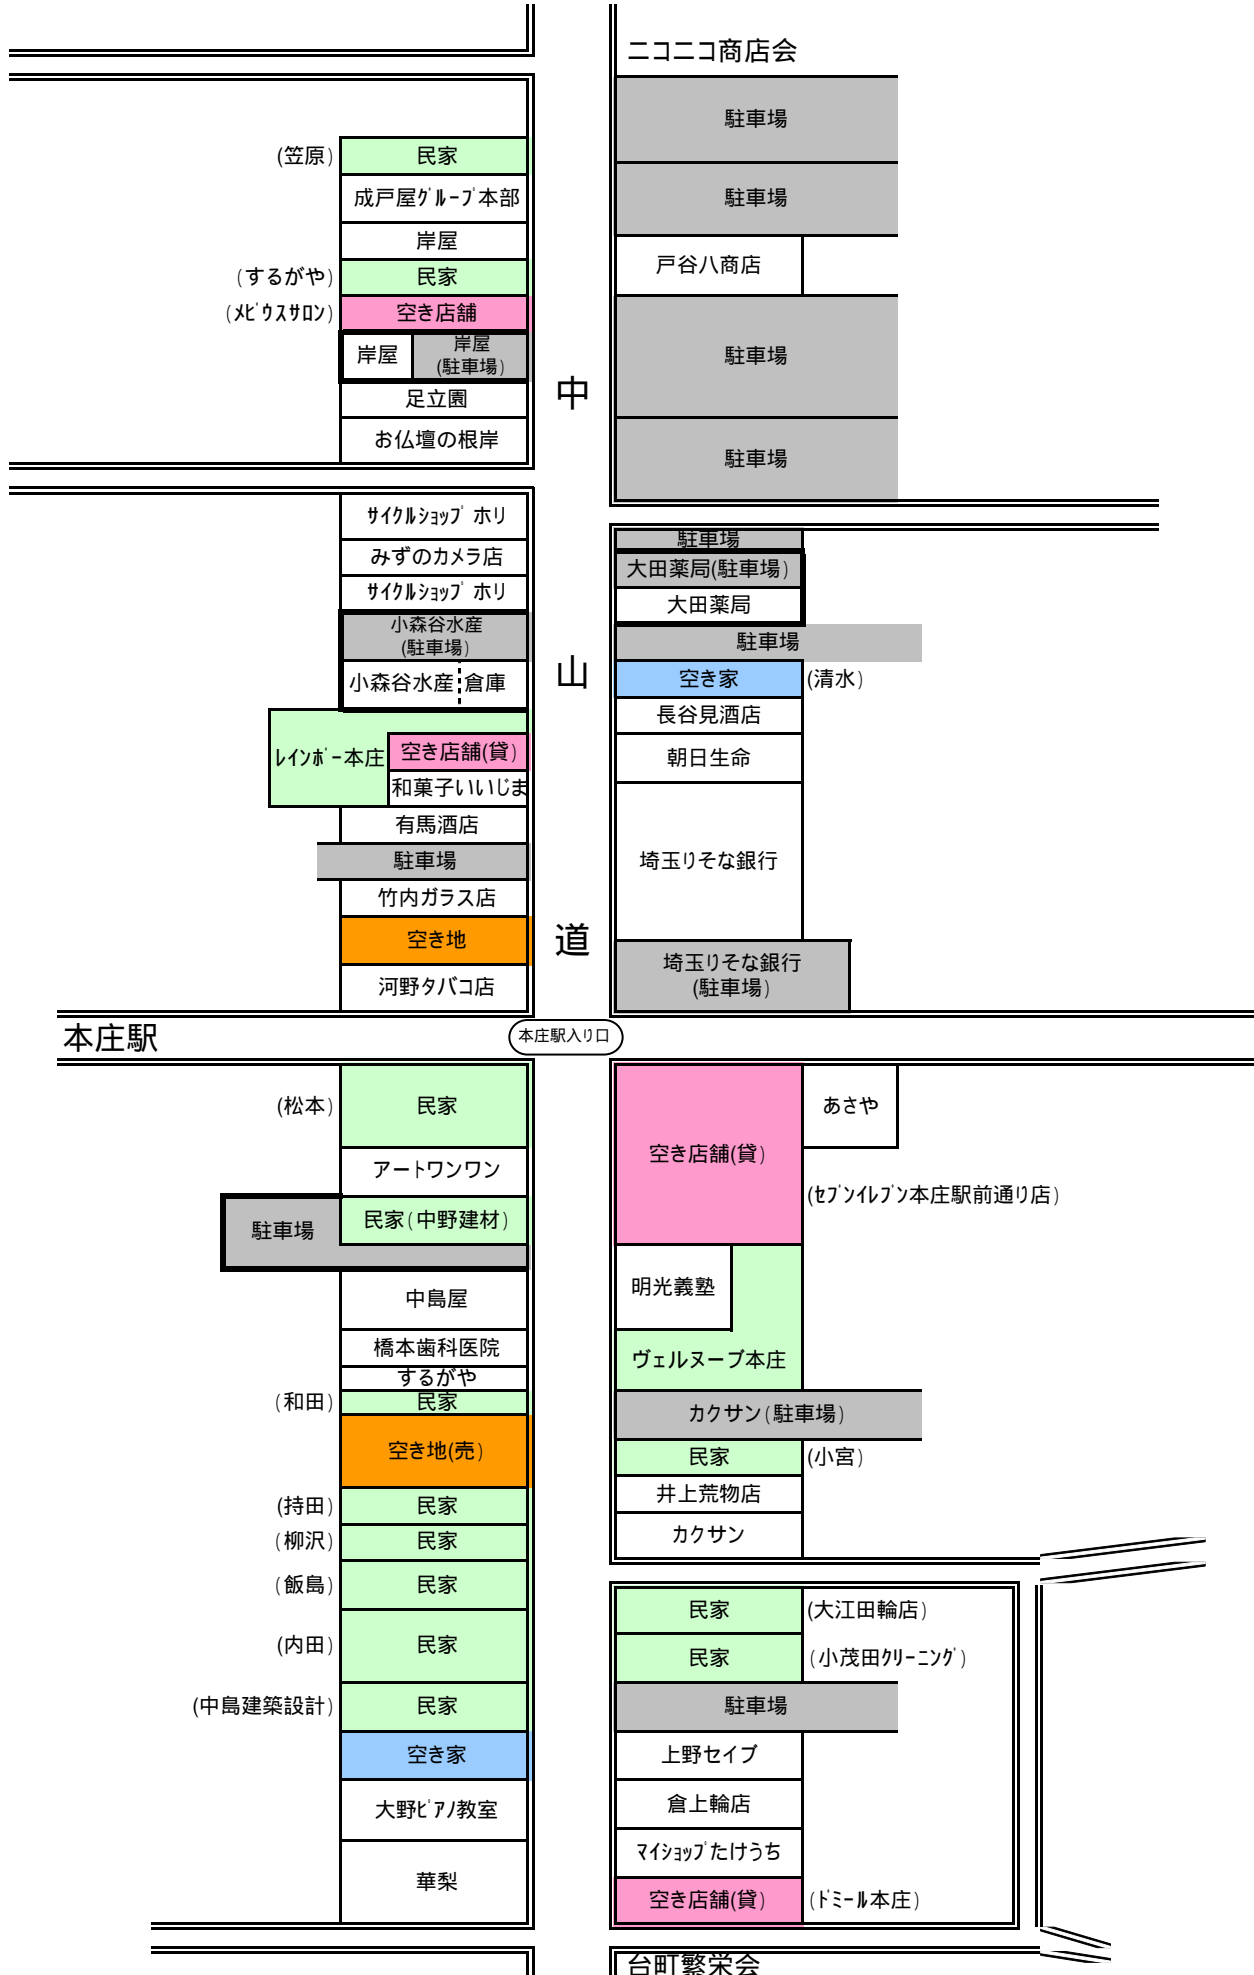 ニコニコ商店会
駐車場
(笠原)
民家
成戸屋ｸﾞﾙｰﾌﾟ本部
駐車場
岸屋
戸谷八商店
(するがや)
民家
(ﾒﾋﾞｳｽｻﾛﾝ)
空き店舗
岸屋
岸屋
(駐車場)
駐車場
足立園
お仏壇の根岸
駐車場
中
山
道
ｻｲｸﾙｼｮｯﾌﾟ ホリ
みずのカメラ店
ｻｲｸﾙｼｮｯﾌﾟ ホリ
小森谷水産
(駐車場)
小森谷水産
倉庫
ﾚｲﾝﾎﾞｰ本庄
空き店舗(貸)
和菓子いいじま
有馬酒店
駐車場
竹内ガラス店
空き地
河野タバコ店
駐車場
大田薬局(駐車場)
大田薬局
駐車場
空き家
(清水)
長谷見酒店
朝日生命
埼玉りそな銀行
埼玉りそな銀行
(駐車場)
本庄駅
本庄駅入り口
(松本)
民家
アートワンワン
駐車場
民家(中野建材)
中島屋
橋本歯科医院
するがや
(和田)
民家
空き地(売)
(持田)
民家
(柳沢)
民家
(飯島)
民家
(内田)
民家
(中島建築設計)
民家
空き家
大野ﾋﾟｱﾉ教室
華梨
空き店舗(貸)
あさや
(ｾﾌﾞﾝｲﾚﾌﾞﾝ本庄駅前通り店)
明光義塾
ヴェルヌーブ本庄
カクサン(駐車場)
民家
(小宮)
井上荒物店
カクサン
民家
(大江田輪店)
民家
(小茂田ｸﾘｰﾆﾝｸﾞ)
駐車場
上野セイブ
倉上輪店
ﾏｲｼｮｯﾌﾟたけうち
空き店舗(貸)
(ﾄﾞﾐｰﾙ本庄)
台町繁栄会